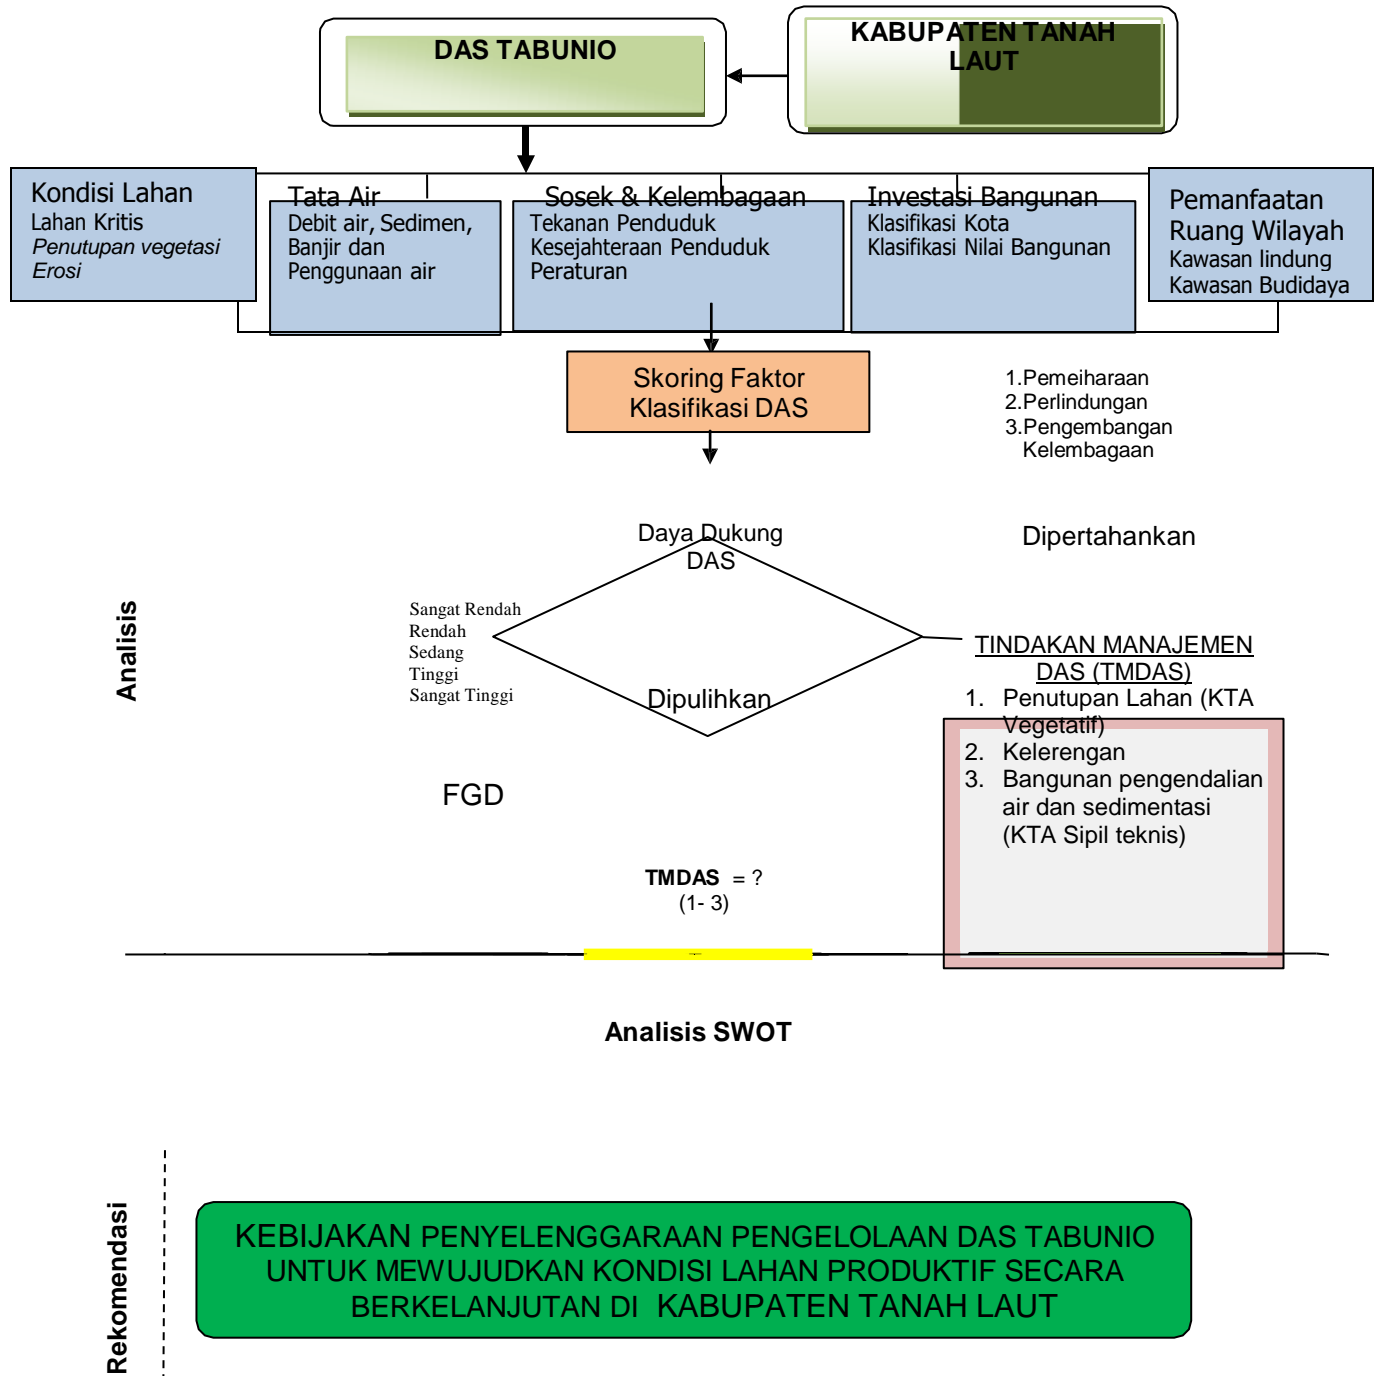 DAS TABUNIO
KABUPATEN TANAH
LAUT
Kondisi Lahan
Lahan Kritis
Penutupan vegetasi
Erosi
Tata Air
Debit air, Sedimen,
Banjir dan
Penggunaan air
Sosek & Kelembagaan
Tekanan Penduduk
Kesejahteraan Penduduk
Peraturan
Investasi Bangunan
Klasifikasi Kota
Klasifikasi Nilai Bangunan
Pemanfaatan
Ruang Wilayah
Kawasan lindung
Kawasan Budidaya
Skoring Faktor
Klasifikasi DAS
1.Pemeiharaan
2.Perlindungan
3.Pengembangan
Kelembagaan
Daya Dukung
DAS
Dipertahankan
Analisis
Sangat Rendah
Rendah
Sedang
Tinggi
Sangat Tinggi
Dipulihkan
TINDAKAN MANAJEMEN
DAS (TMDAS)
1. Penutupan Lahan (KTA
Vegetatif)
2. Kelerengan
3. Bangunan pengendalian
air dan sedimentasi
(KTA Sipil teknis)
FGD
TMDAS = ?
(1- 3)
Analisis SWOT
Rekomendasi
KEBIJAKAN PENYELENGGARAAN PENGELOLAAN DAS TABUNIO
UNTUK MEWUJUDKAN KONDISI LAHAN PRODUKTIF SECARA
BERKELANJUTAN DI KABUPATEN TANAH LAUT